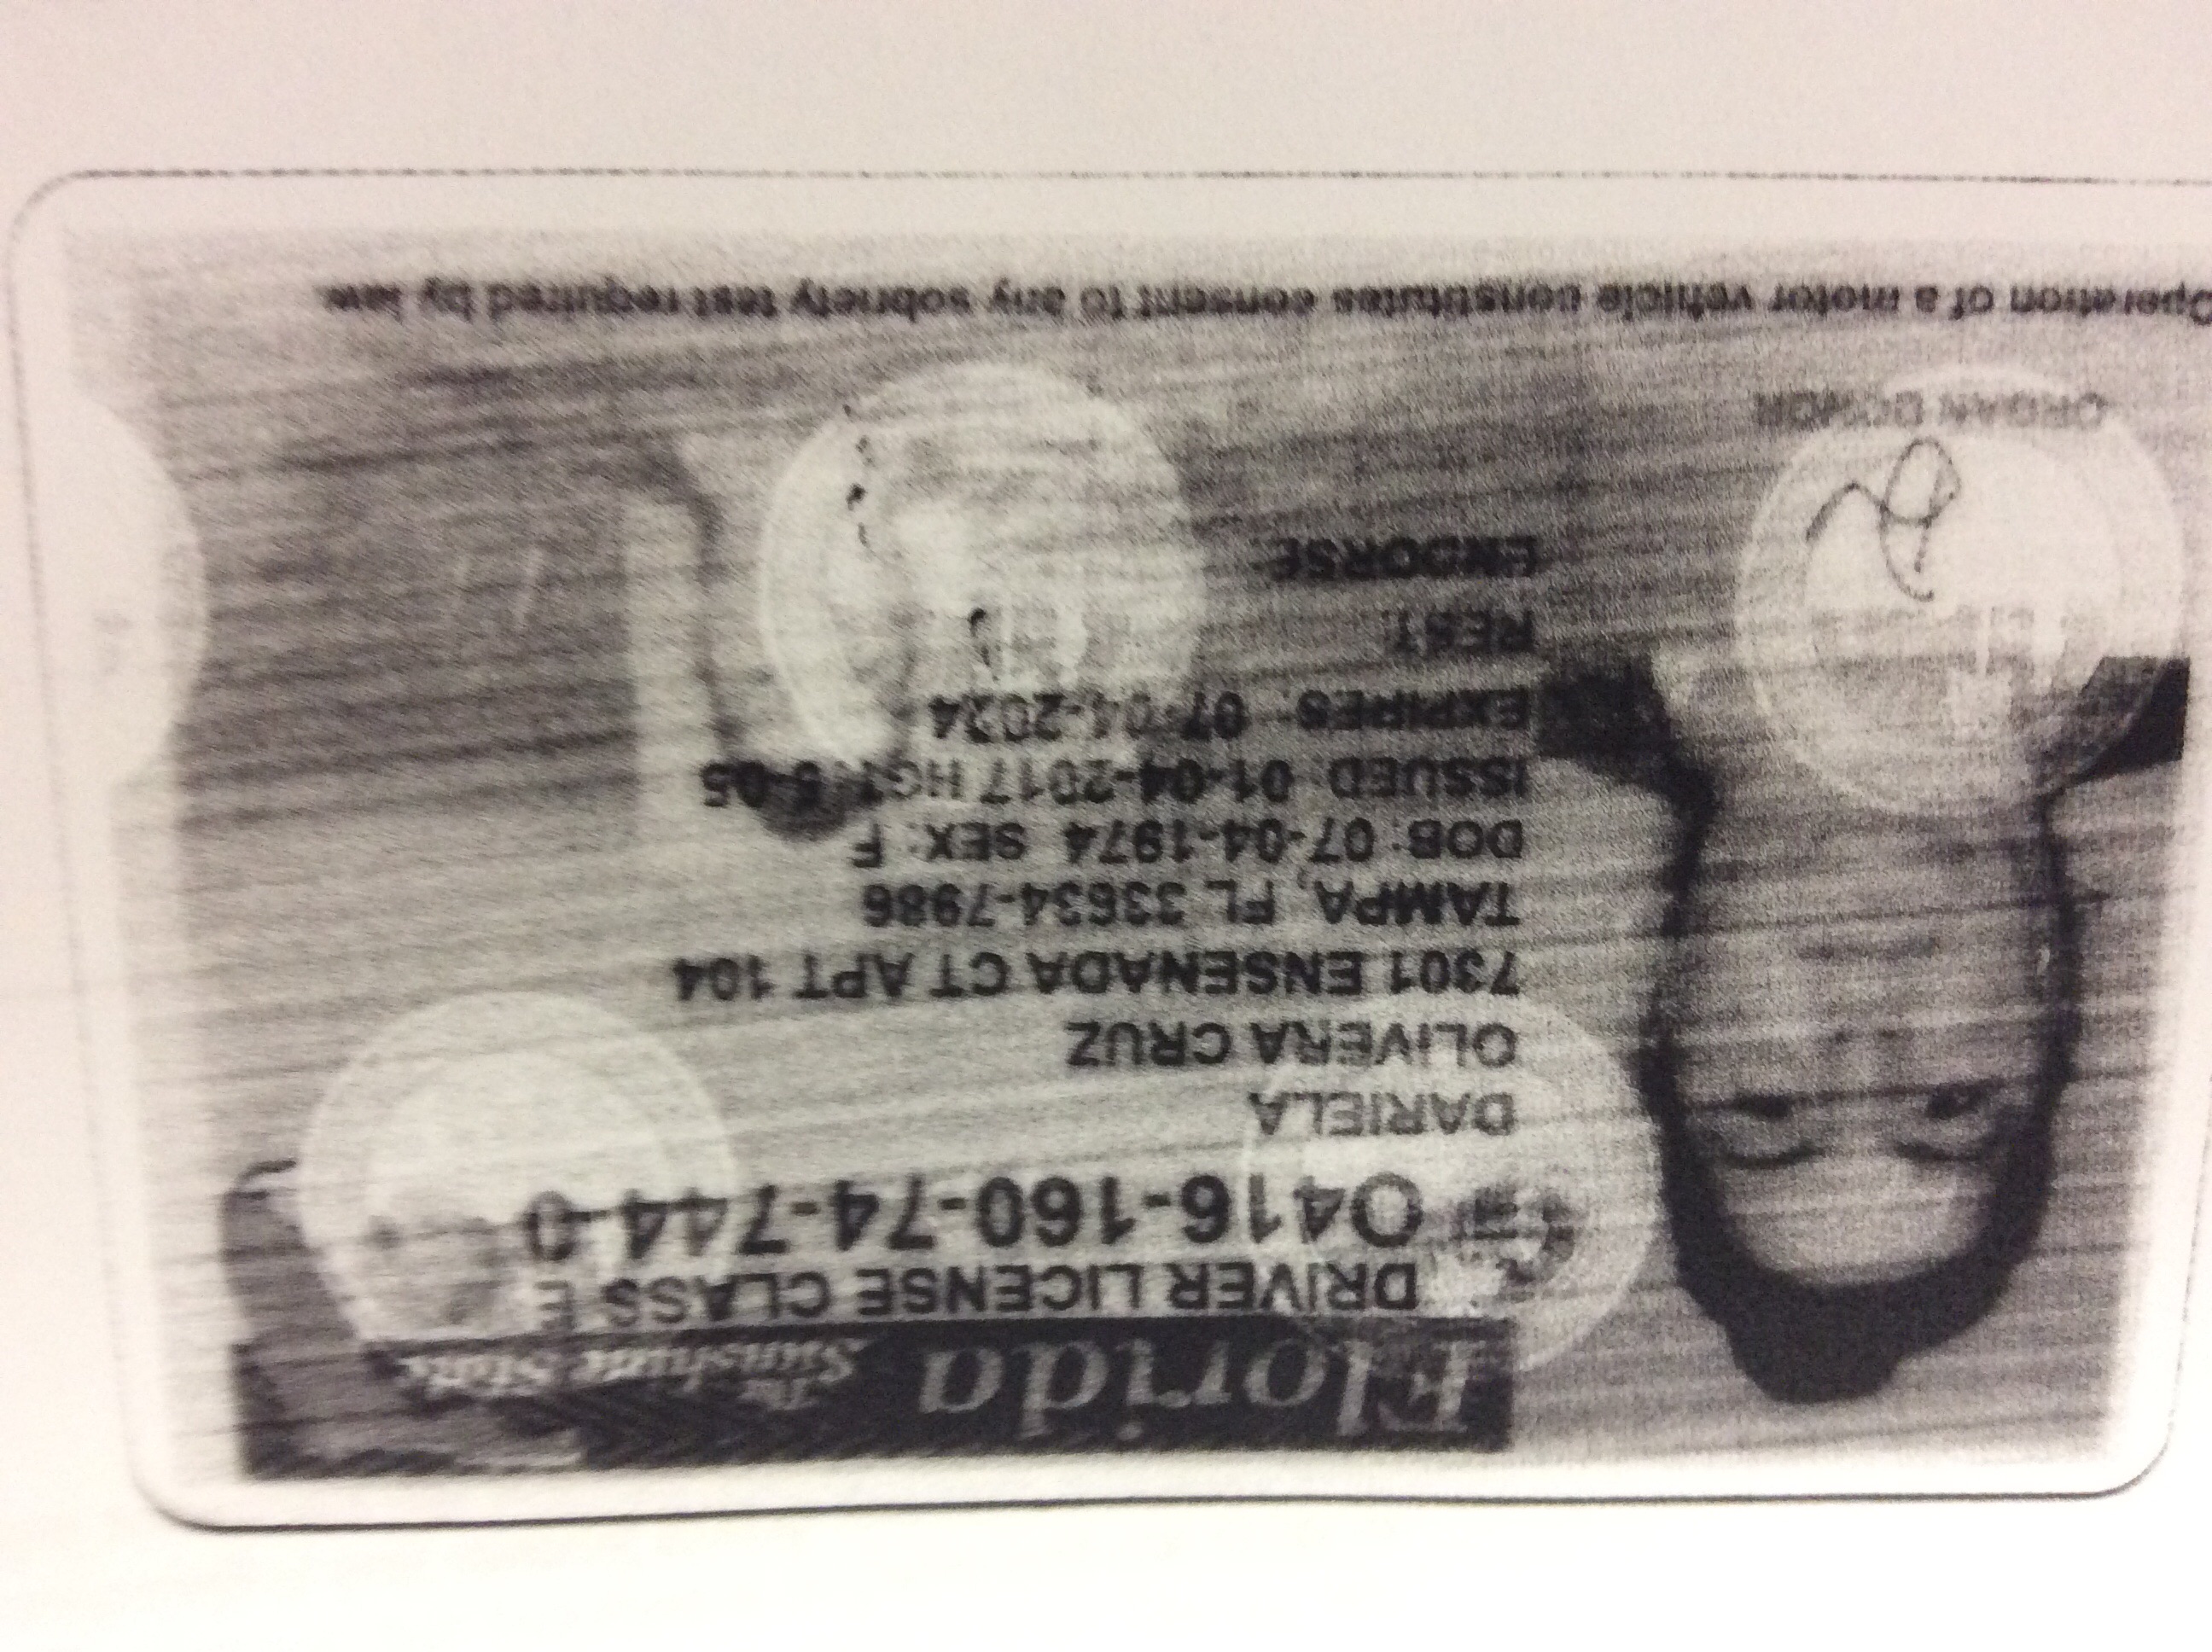 Florida The Sunshine State
DRIVER LICENSE CLASS E
O416-160-74-744-0
DARIELA
OLIVERA CRUZ
7301 ENSENADA CT APT 104
TAMPA, FL 33634-7986
DOB: 07-04-1974 SEX: F
ISSUED: 01-04-2017 HGT: 5-05
EXPIRES: 07-04-2024
REST:
ENDORSE:
ORGAN DONOR
Operation of a motor vehicle constitutes consent to any sobriety test required by law.